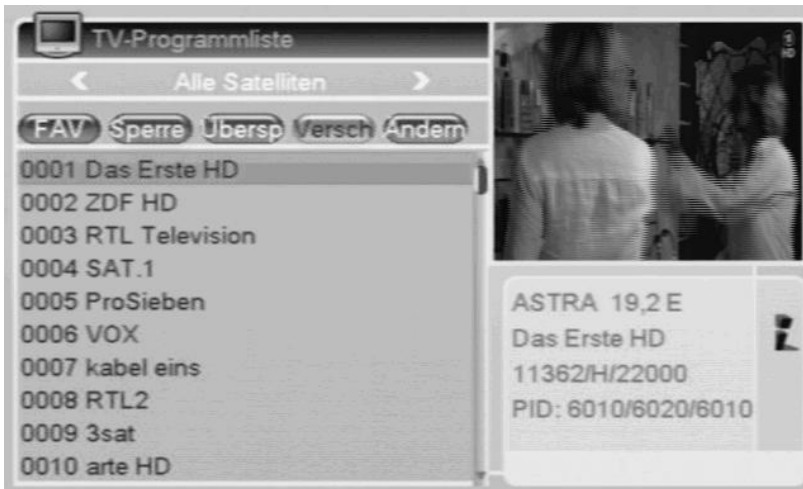 TV-Programmliste
Alle Satelliten
FAV Sperre Übersp Versch Ändern
0001 Das Erste HD
0002 ZDF HD
0003 RTL Television
0004 SAT.1
0005 ProSieben
0006 VOX
0007 kabel eins
0008 RTL2
0009 3sat
0010 arte HD
1
HD
ASTRA 19,2 E
Das Erste HD
11362/H/22000
PID: 6010/6020/6010